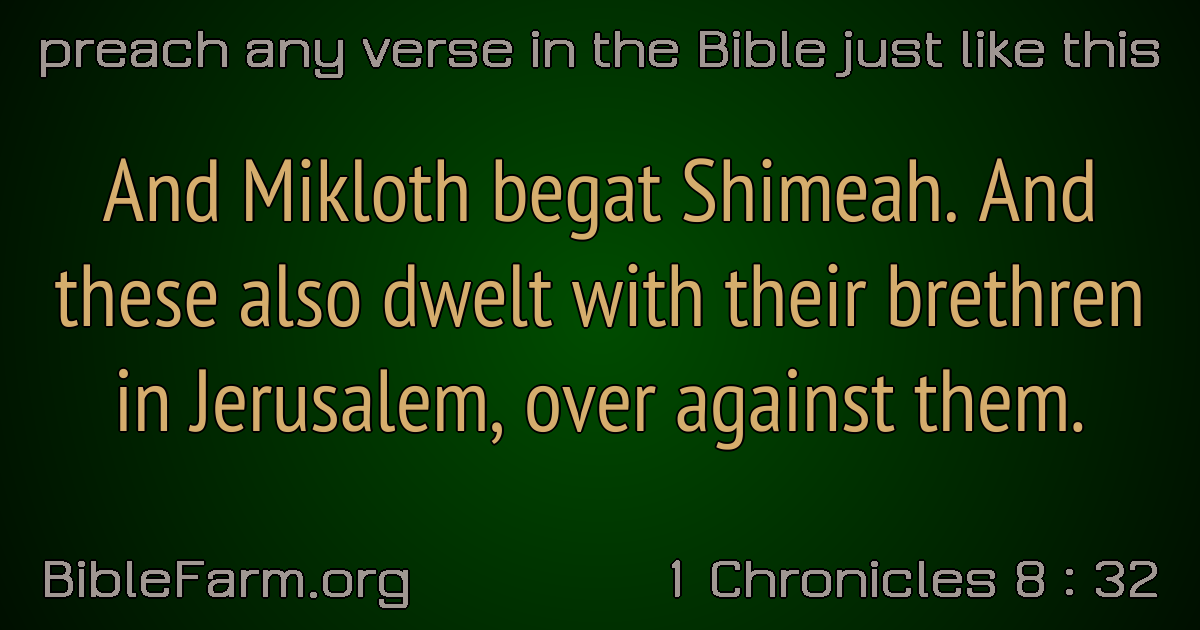 preach any verse in the Bible just like this
And Mikloth begat Shimeah. And
these also dwelt with their brethren
in Jerusalem, over against them.
BibleFarm.org
1 Chronicles 8 : 32